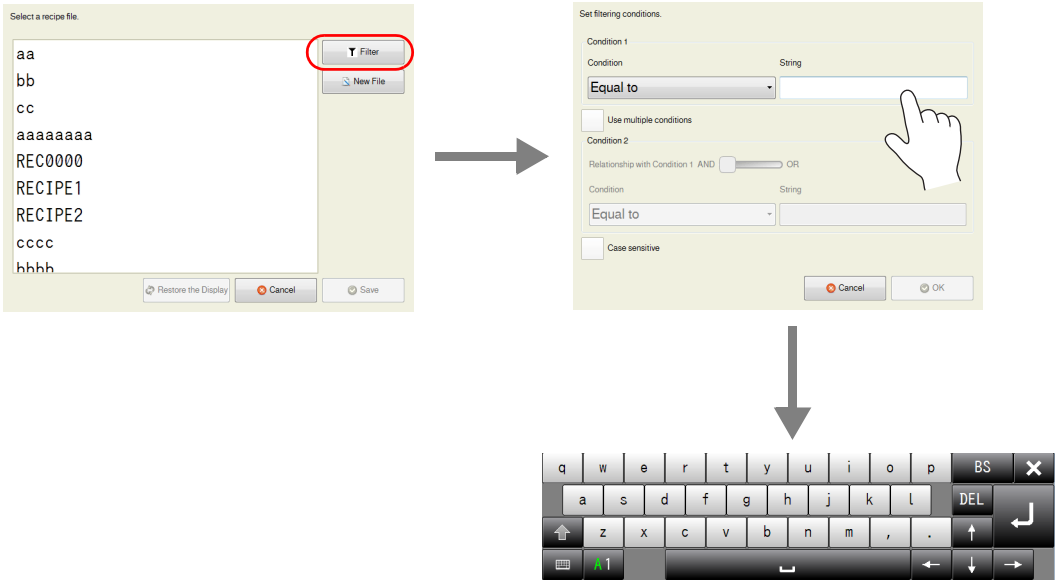 Select a recipe file.
aa
bb
cc
aaaaaaaa
REC0000
RECIPE1
RECIPE2
cccc
bbbb
Filter
New File
Restore the Display
Cancel
Save
Set filtering conditions.
Condition 1
Condition String
Equal to
Use multiple conditions
Condition 2
Relationship with Condition 1 AND OR
Condition String
Equal to
Case sensitive
Cancel
OK
q w e r t y u i o p BS
a s d f g h j k l DEL
z x c v b n m , .
A1